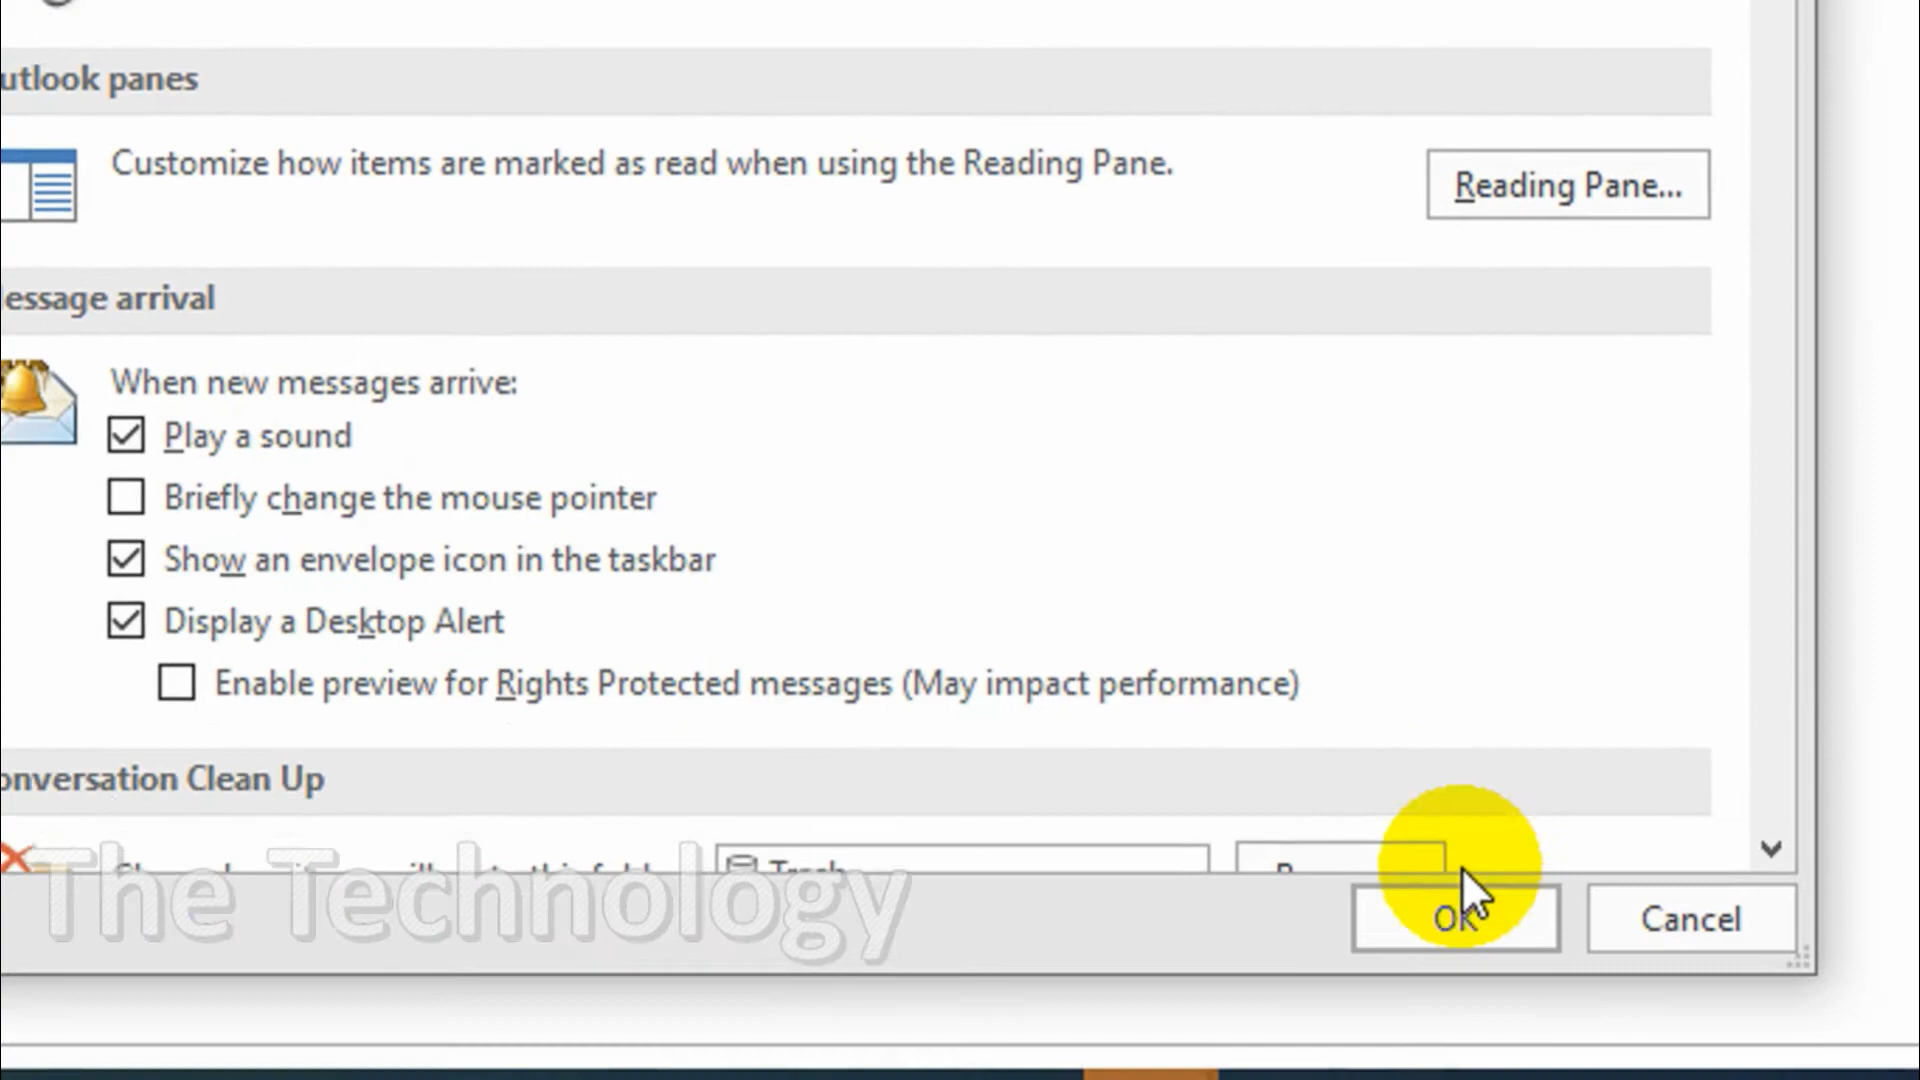 utlook panes
Customize how items are marked as read when using the Reading Pane.
Reading Pane...
essage arrival
When new messages arrive:
Play a sound
Briefly change the mouse pointer
Show an envelope icon in the taskbar
Display a Desktop Alert
Enable preview for Rights Protected messages (May impact performance)
onversation Clean Up
Trash
The Technology
OK
Cancel